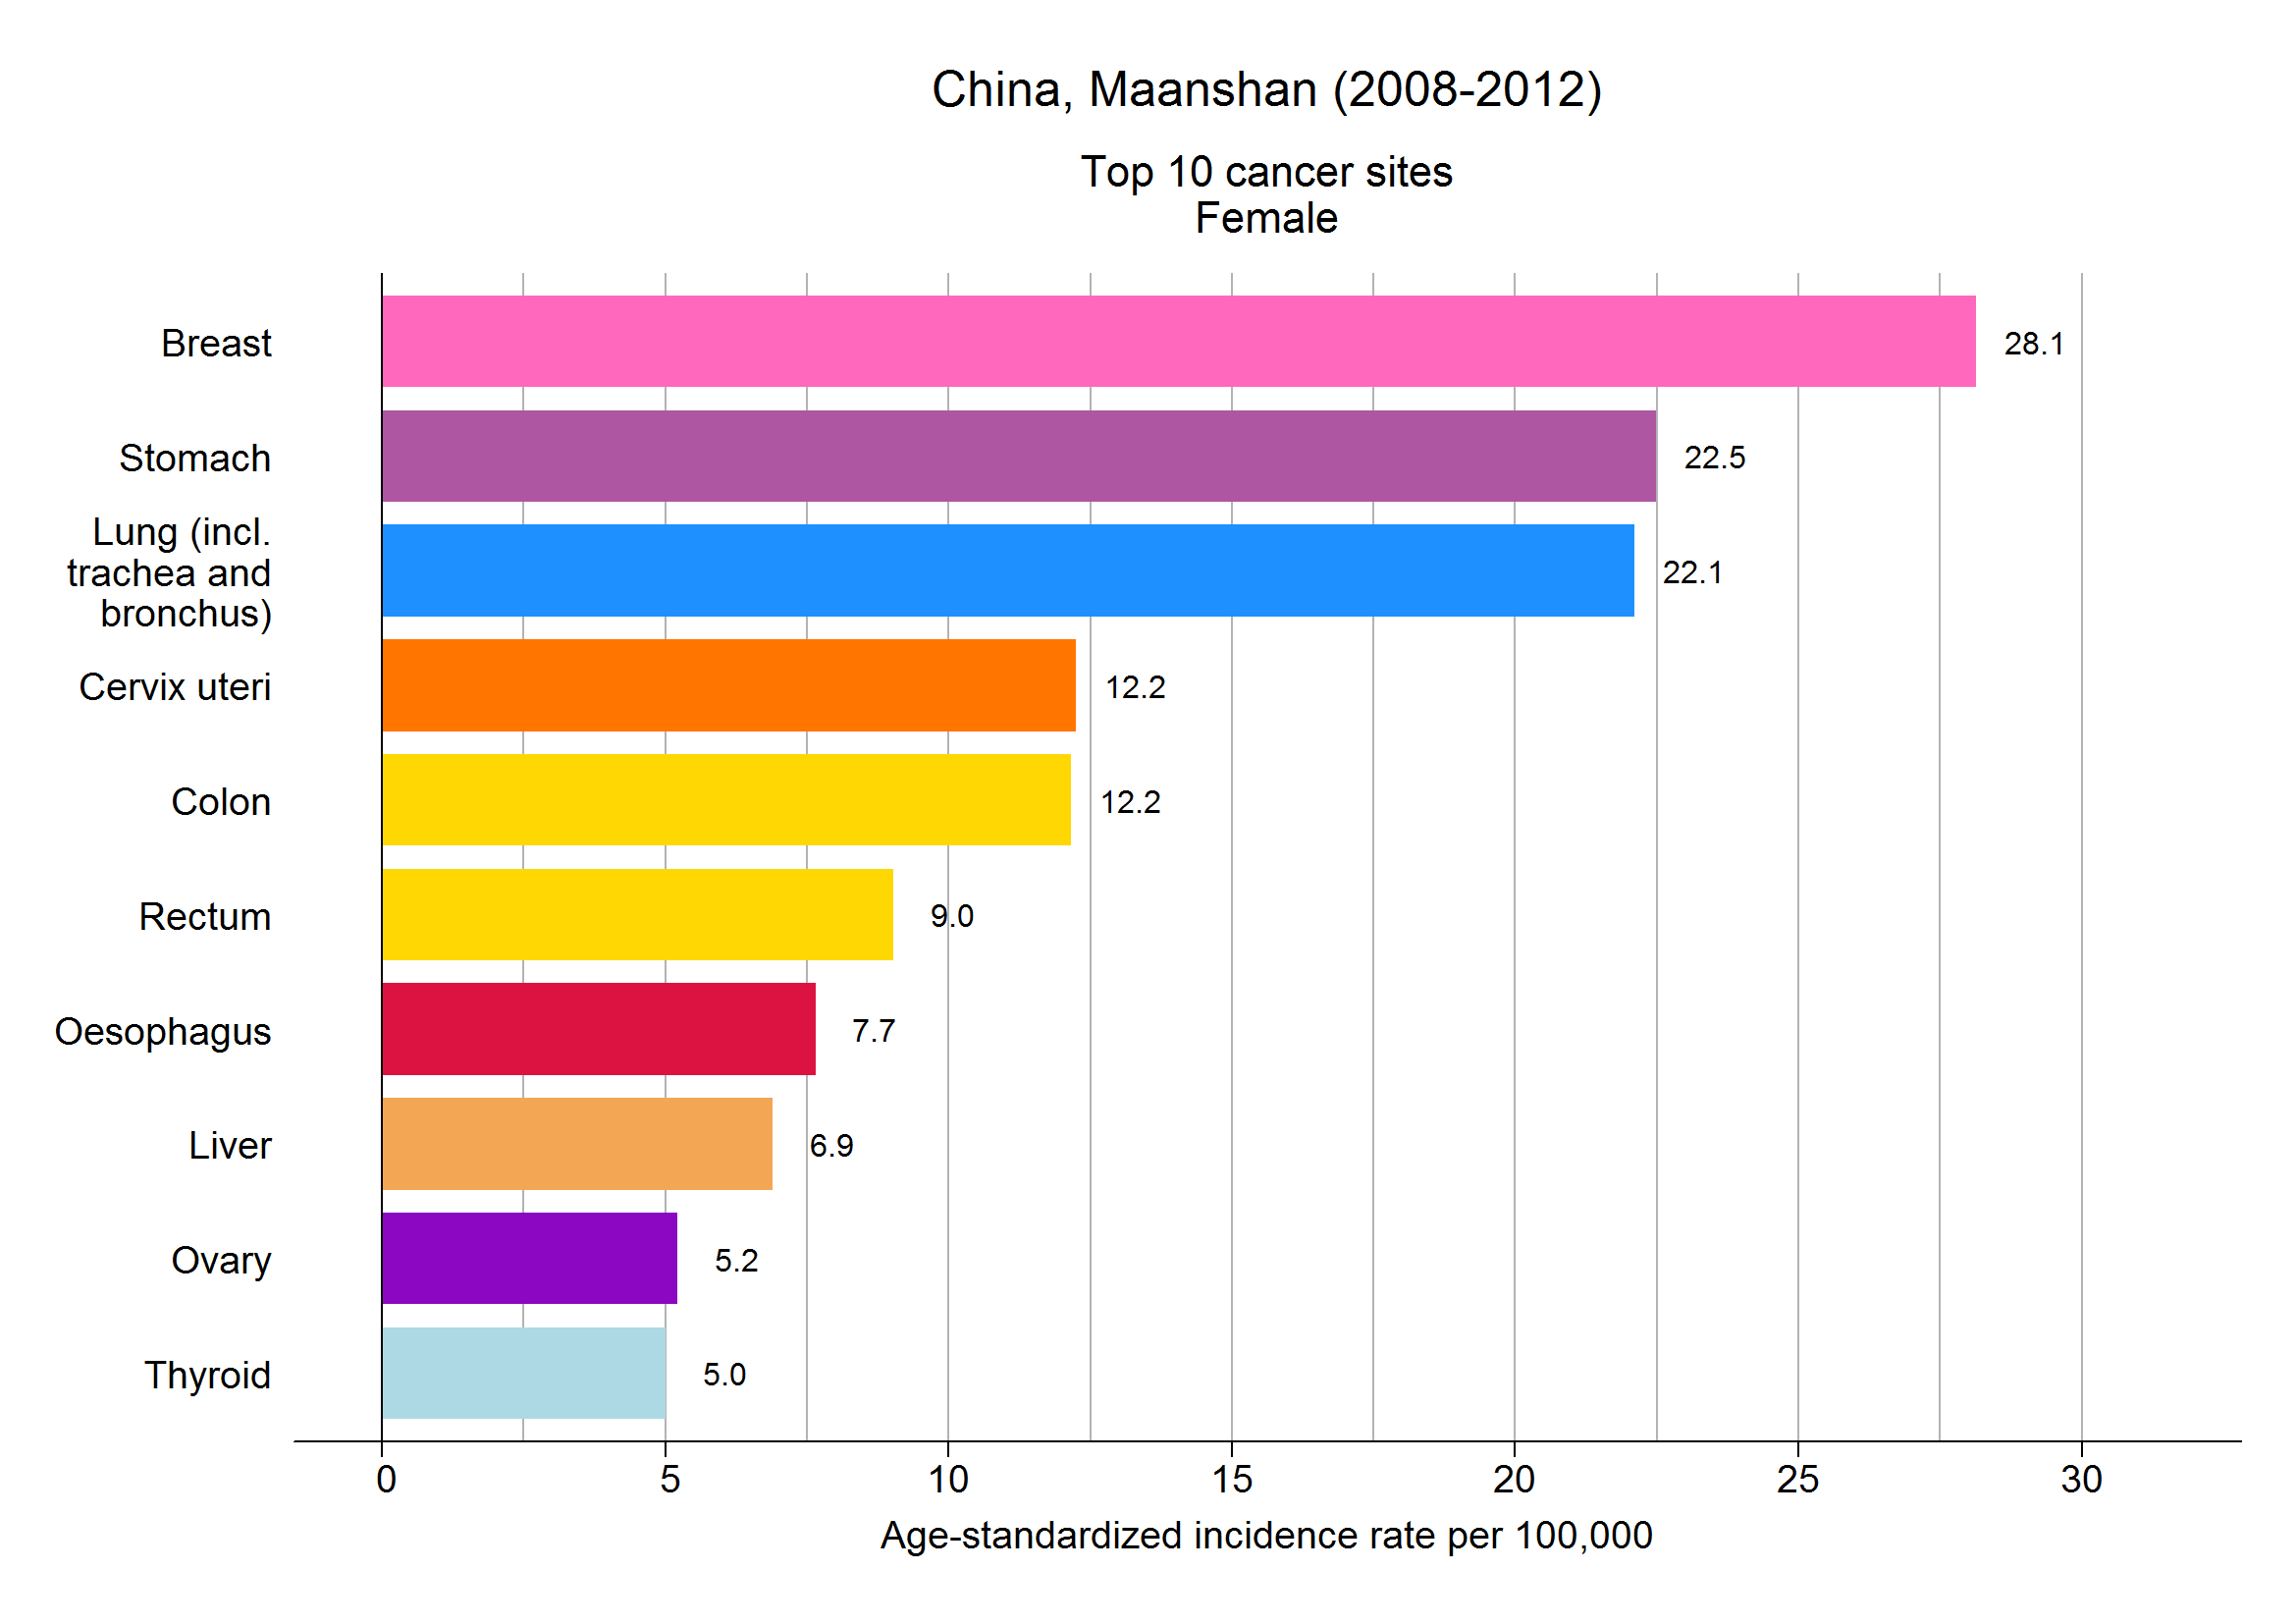 China, Maanshan (2008-2012)
Top 10 cancer sites
Female
Breast
28.1
Stomach
22.5
Lung (incl.
trachea and
bronchus)
22.1
Cervix uteri
12.2
Colon
12.2
Rectum
9.0
Oesophagus
7.7
Liver
6.9
Ovary
5.2
Thyroid
5.0
0 5 10 15 20 25 30
Age-standardized incidence rate per 100,000